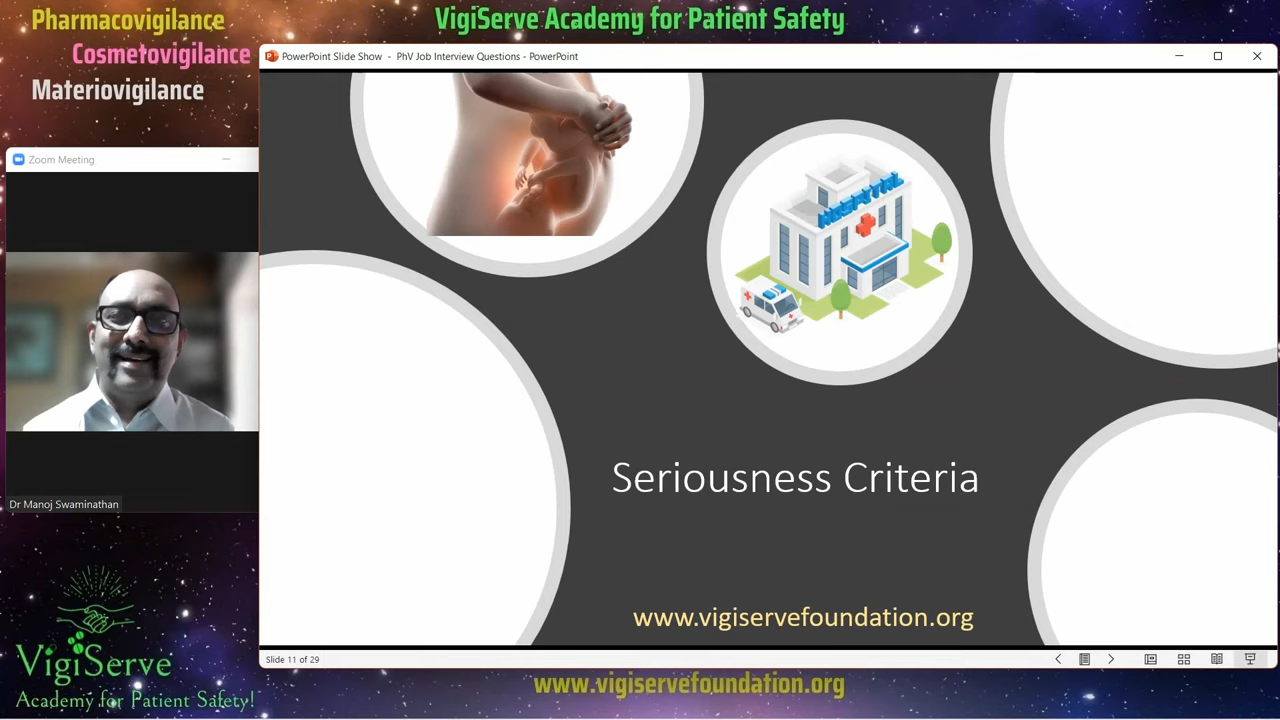 Pharmacovigilance
Cosmetovigilance
Materiovigilance
VigiServe Academy for Patient Safety
PowerPoint Slide Show - PhV Job Interview Questions - PowerPoint
Zoom Meeting
HOSPITAL
Dr Manoj Swaminathan
Seriousness Criteria
www.vigiservefoundation.org
Slide 11 of 29
VigiServe
Academy for Patient Safety!
www.vigiservefoundation.org